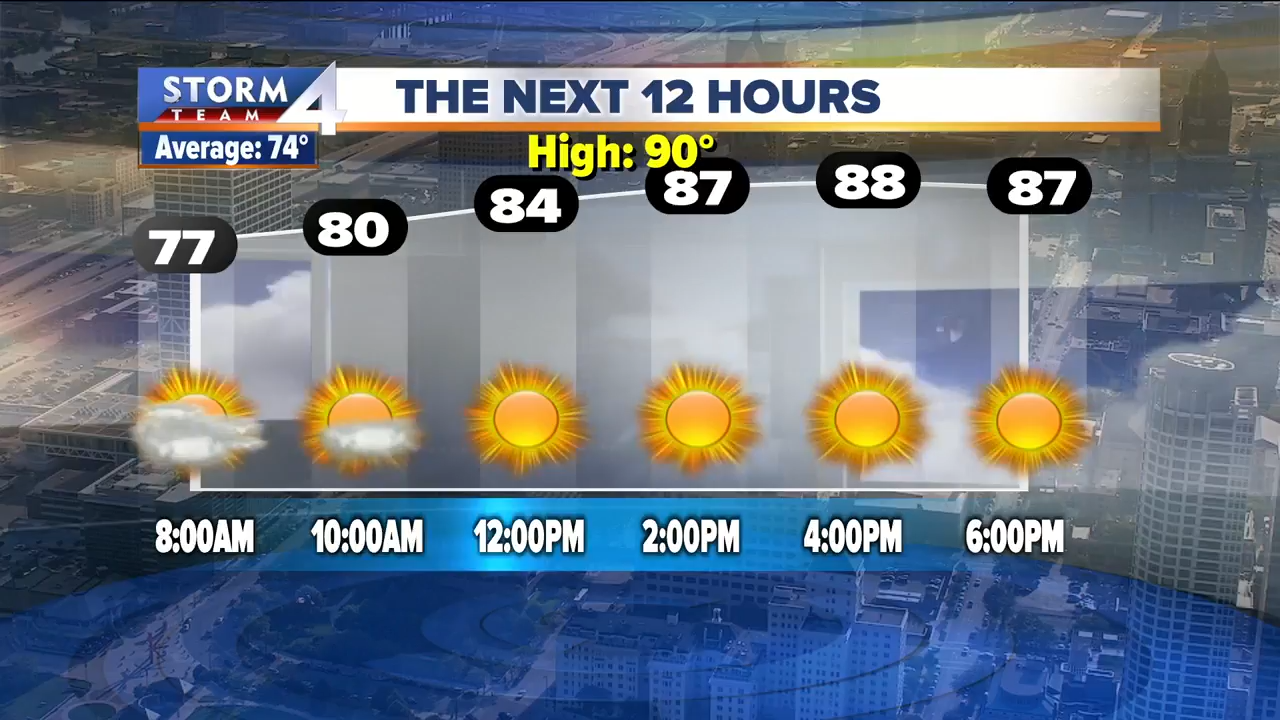 STORM
TEAM 4
THE NEXT 12 HOURS
Average: 74°
High: 90°
77 80 84 87 88 87
8:00AM 10:00AM 12:00PM 2:00PM 4:00PM 6:00PM